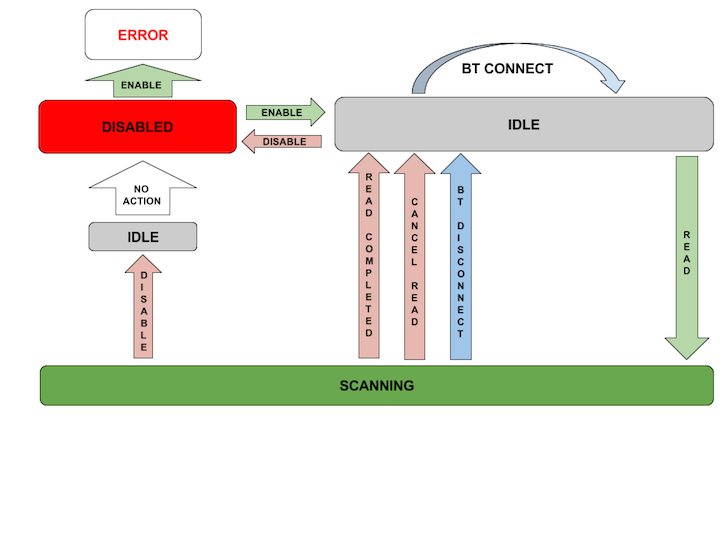 ERROR
BT CONNECT
ENABLE
DISABLED
ENABLE
DISABLE
IDLE
NO
ACTION
IDLE
DISABLE
READ COMPLETED
CANCEL READ
BT DISCONNECT
READ
SCANNING